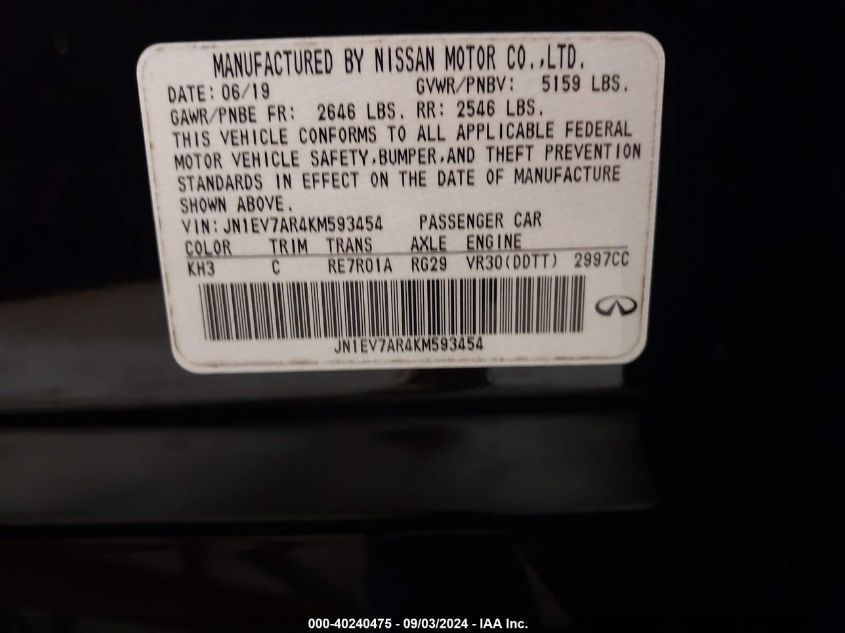 MANUFACTURED BY NISSAN MOTOR CO.,LTD.
DATE: 06/19 GVWR/PNBV: 5159 LBS.
GAWR/PNBE FR: 2646 LBS. RR: 2546 LBS.
THIS VEHICLE CONFORMS TO ALL APPLICABLE FEDERAL
MOTOR VEHICLE SAFETY,BUMPER,AND THEFT PREVENTION
STANDARDS IN EFFECT ON THE DATE OF MANUFACTURE
SHOWN ABOVE.
VIN:JN1EV7AR4KM593454 PASSENGER CAR
COLOR TRIM TRANS AXLE ENGINE
KH3 C RE7R01A RG29 VR30(DDTT) 2997CC
JN1EV7AR4KM593454
000-40240475 - 09/03/2024 - IAA Inc.